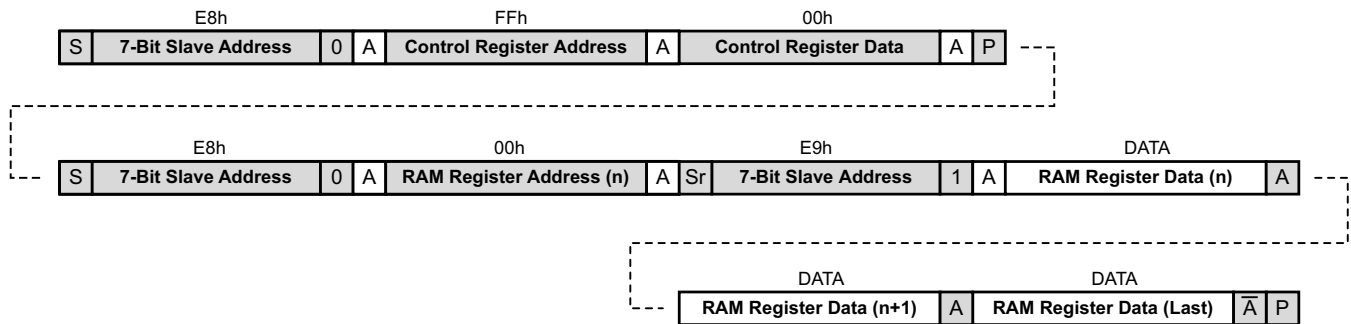 E8h FFh 00h
S 7-Bit Slave Address 0 A Control Register Address A Control Register Data A P
E8h 00h E9h DATA
S 7-Bit Slave Address 0 A RAM Register Address (n) A Sr 7-Bit Slave Address 1 A RAM Register Data (n) A
DATA DATA
RAM Register Data (n+1) A RAM Register Data (Last) A̅ P